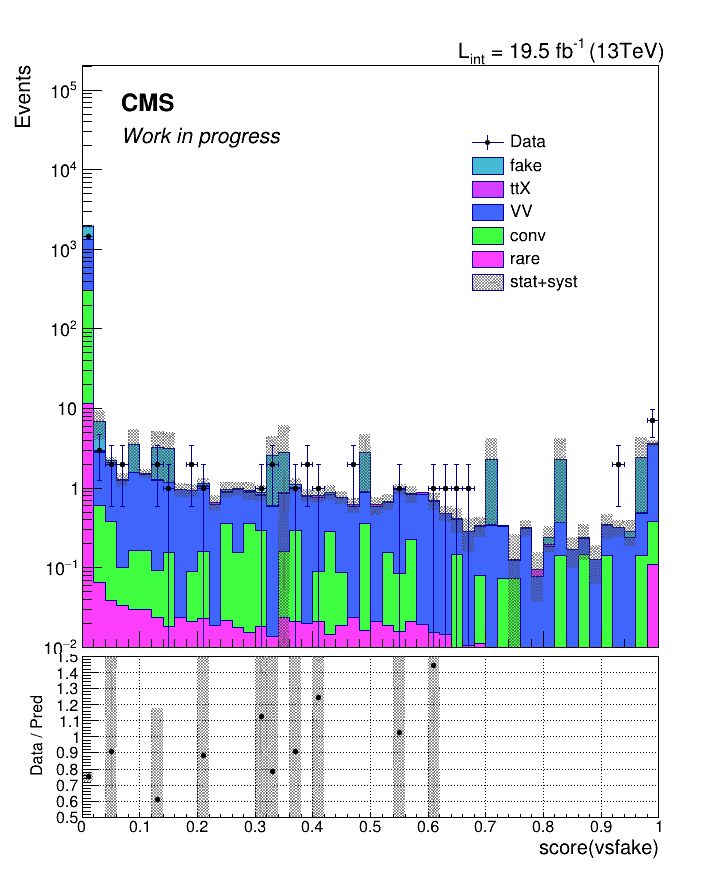 L_int = 19.5 fb^-1 (13TeV)
Events
CMS
Work in progress
Data
fake
ttX
VV
conv
rare
stat+syst
10^5
10^4
10^3
10^2
10
1
10^-1
10^-2
Data / Pred
1.5
1.4
1.3
1.2
1.1
1
0.9
0.8
0.7
0.6
0.5
0 0.1 0.2 0.3 0.4 0.5 0.6 0.7 0.8 0.9 1
score(vsfake)